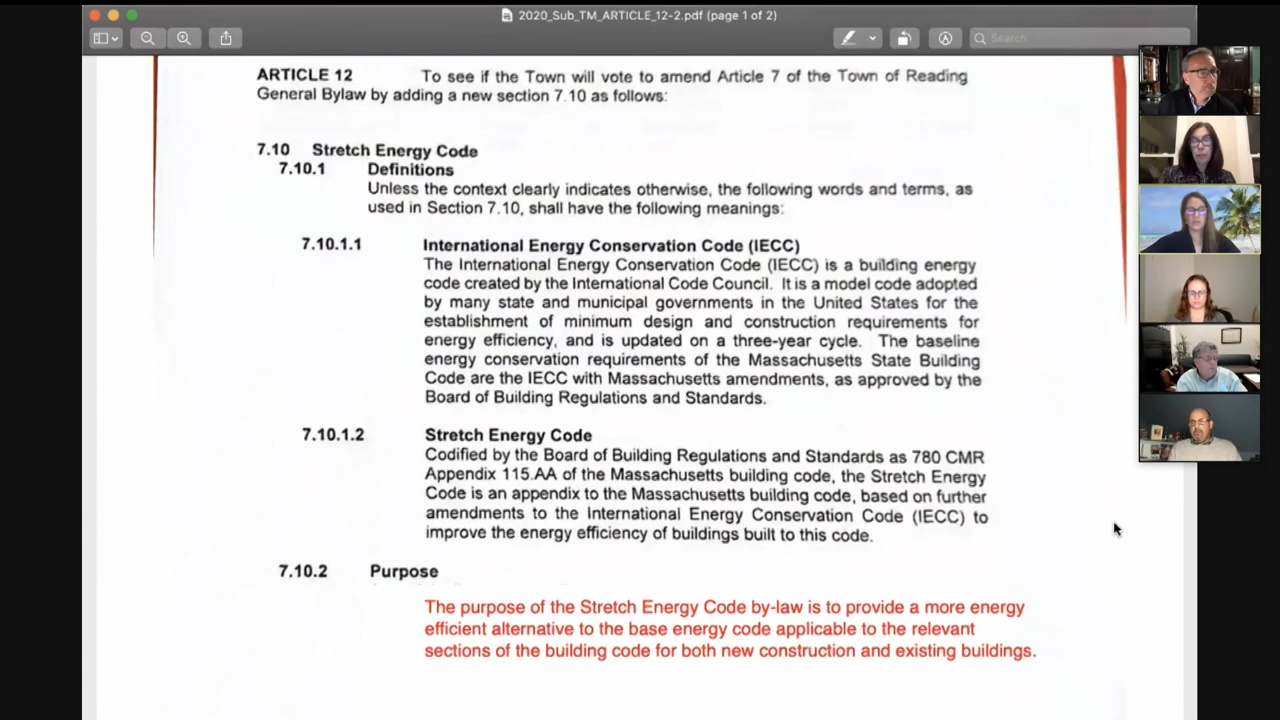 2020_Sub_TM_ARTICLE_12-2.pdf (page 1 of 2)
Search
ARTICLE 12 To see if the Town will vote to amend Article 7 of the Town of Reading
General Bylaw by adding a new section 7.10 as follows:
7.10 Stretch Energy Code
7.10.1 Definitions
Unless the context clearly indicates otherwise, the following words and terms, as
used in Section 7.10, shall have the following meanings:
7.10.1.1 International Energy Conservation Code (IECC)
The International Energy Conservation Code (IECC) is a building energy
code created by the International Code Council. It is a model code adopted
by many state and municipal governments in the United States for the
establishment of minimum design and construction requirements for
energy efficiency, and is updated on a three-year cycle. The baseline
energy conservation requirements of the Massachusetts State Building
Code are the IECC with Massachusetts amendments, as approved by the
Board of Building Regulations and Standards.
7.10.1.2 Stretch Energy Code
Codified by the Board of Building Regulations and Standards as 780 CMR
Appendix 115.AA of the Massachusetts building code, the Stretch Energy
Code is an appendix to the Massachusetts building code, based on further
amendments to the International Energy Conservation Code (IECC) to
improve the energy efficiency of buildings built to this code.
7.10.2 Purpose
The purpose of the Stretch Energy Code by-law is to provide a more energy
efficient alternative to the base energy code applicable to the relevant
sections of the building code for both new construction and existing buildings.